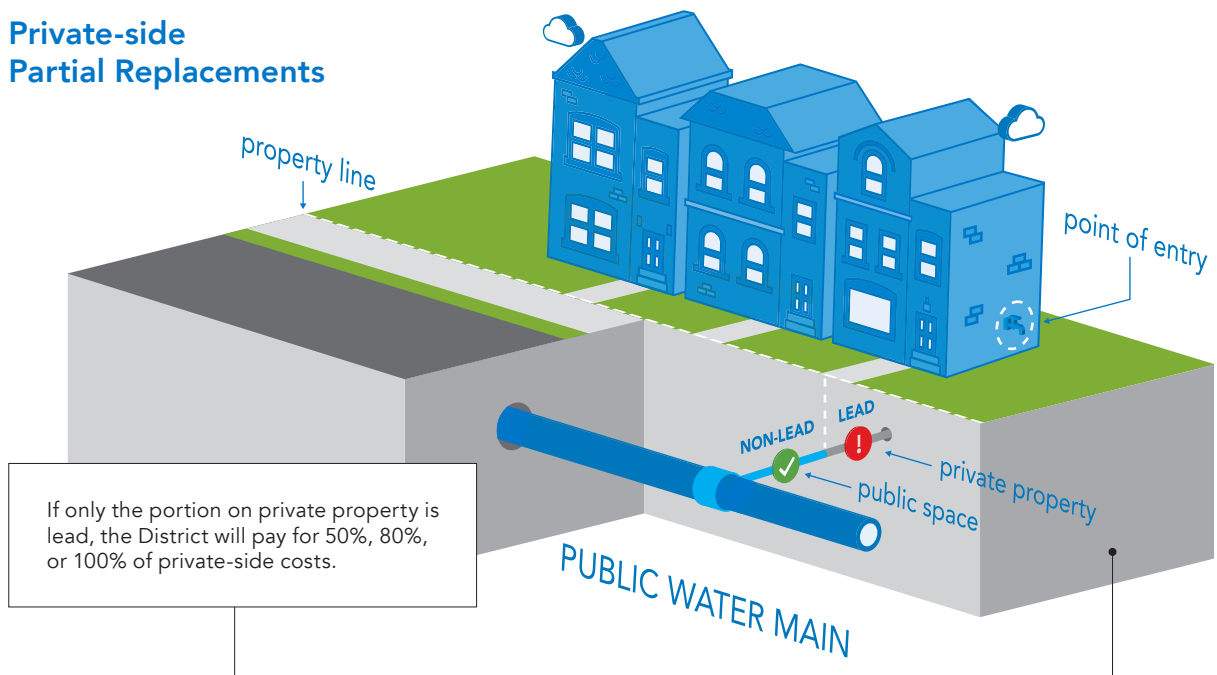 Private-side
Partial Replacements
property line
point of entry
NON-LEAD
LEAD
private property
public space
If only the portion on private property is
lead, the District will pay for 50%, 80%,
or 100% of private-side costs.
PUBLIC WATER MAIN